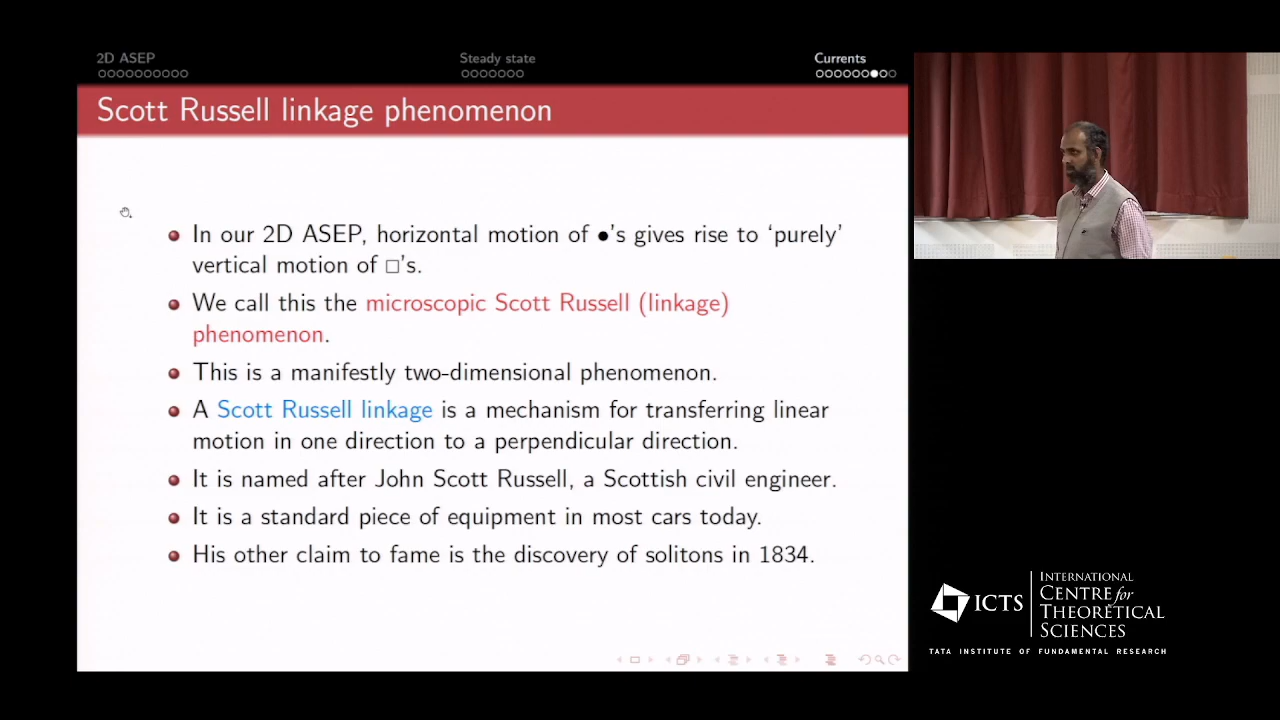 2D ASEP
Steady state
Currents
Scott Russell linkage phenomenon
In our 2D ASEP, horizontal motion of ●'s gives rise to ‘purely’
vertical motion of □'s.
We call this the microscopic Scott Russell (linkage)
phenomenon.
This is a manifestly two-dimensional phenomenon.
A Scott Russell linkage is a mechanism for transferring linear
motion in one direction to a perpendicular direction.
It is named after John Scott Russell, a Scottish civil engineer.
It is a standard piece of equipment in most cars today.
His other claim to fame is the discovery of solitons in 1834.
ICTS
INTERNATIONAL
CENTRE for
THEORETICAL
SCIENCES
TATA INSTITUTE OF FUNDAMENTAL RESEARCH